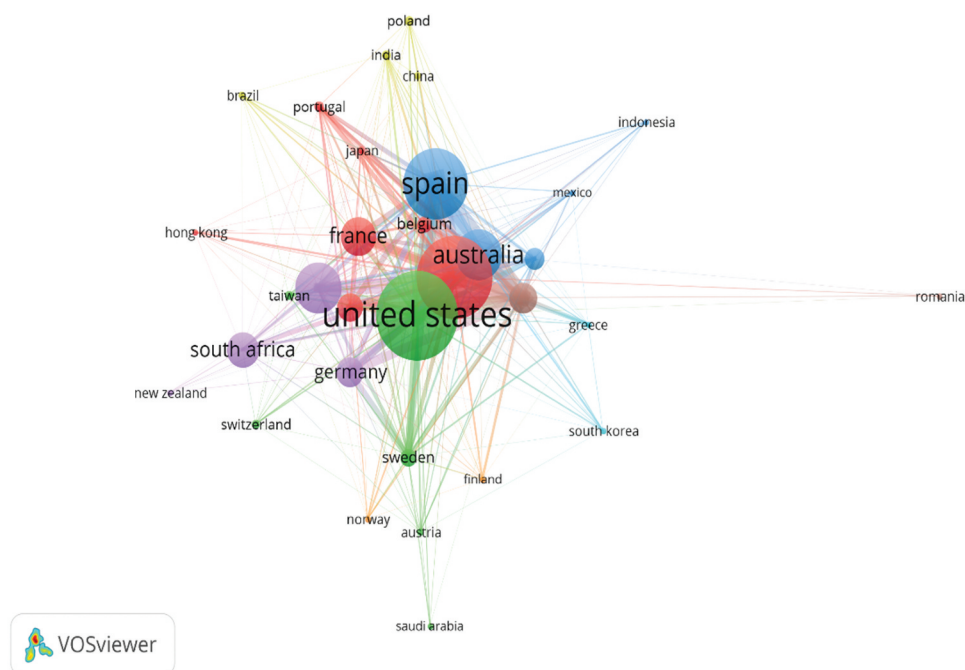 poland
india
china
brazil
portugal
indonesia
japan
spain
mexico
belgium
hong kong
france
australia
taiwan
romania
united states
greece
south africa
germany
new zealand
switzerland
south korea
sweden
finland
norway
austria
saudi arabia
VOSviewer